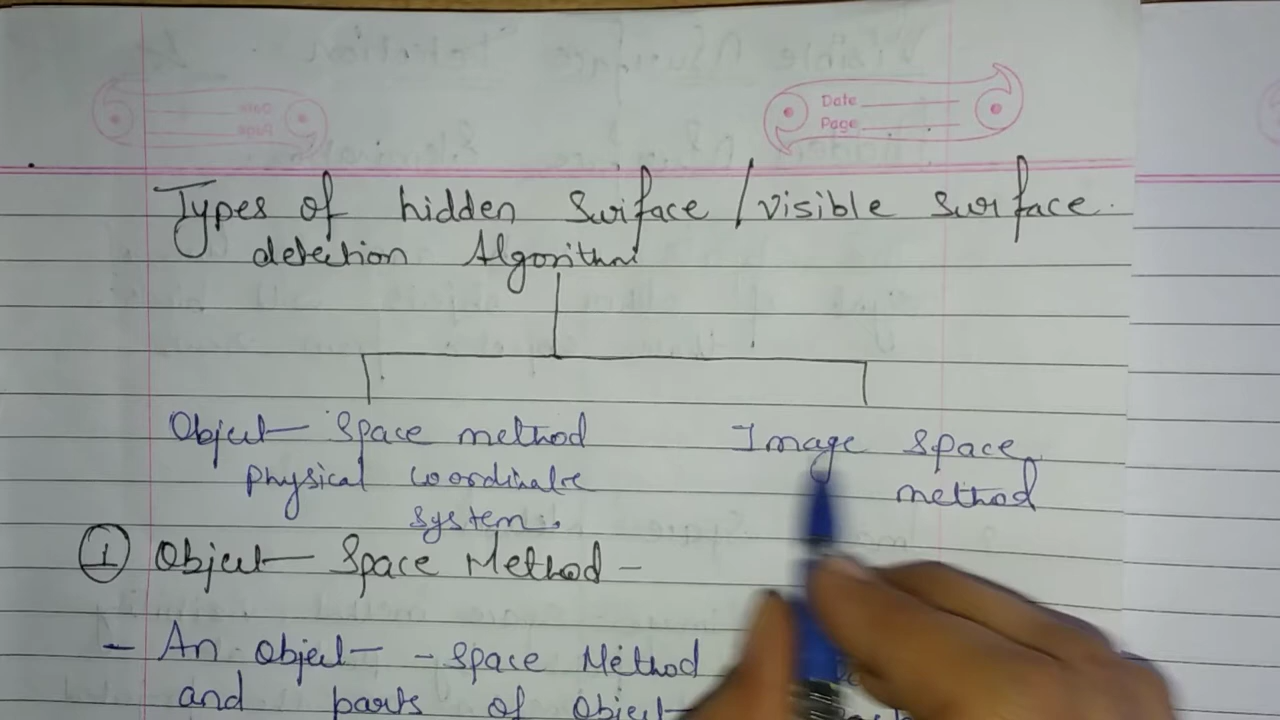 Date
Page
Types of hidden surface / visible surface.
detection Algorithm
Object Space method
physical coordinate
system.
Image space
method
① Object Space Method -
- An object - space Method
and parts of object